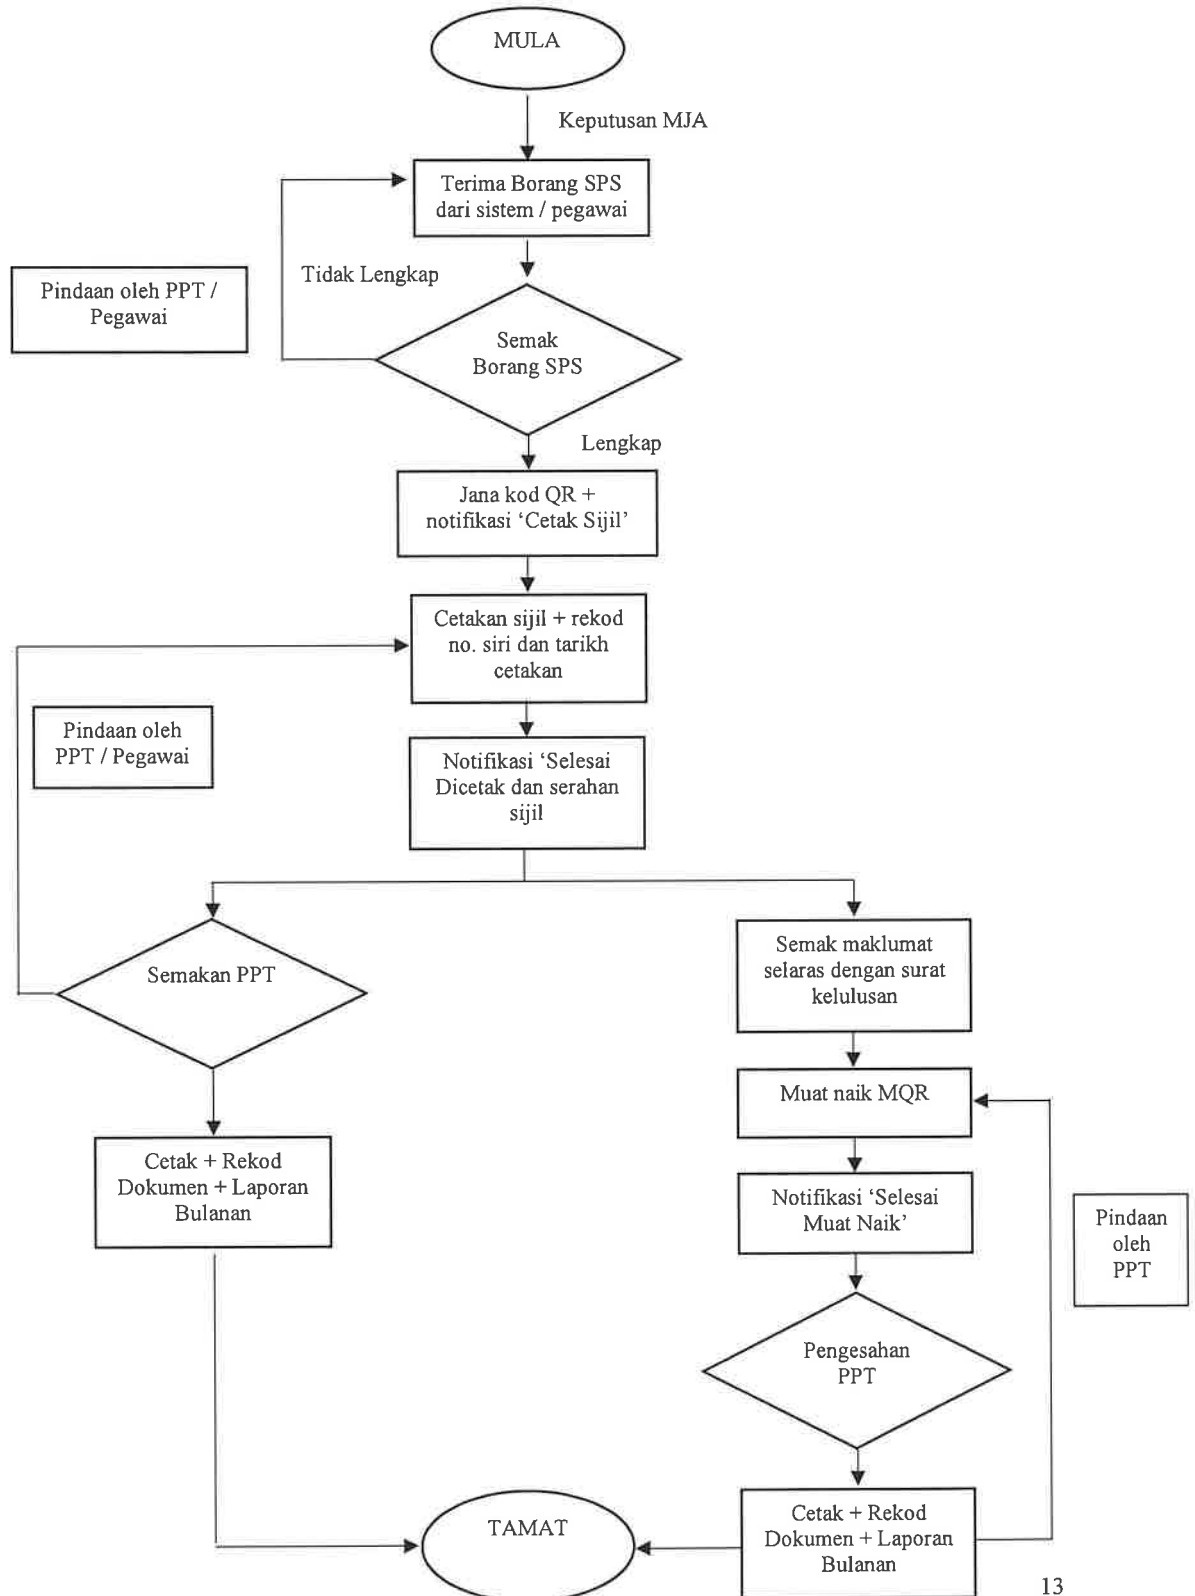 MULA
Keputusan MJA
Terima Borang SPS
dari sistem / pegawai
Tidak Lengkap
Pindaan oleh PPT /
Pegawai
Semak
Borang SPS
Lengkap
Jana kod QR +
notifikasi ‘Cetak Sijil’
Cetakan sijil + rekod
no. siri dan tarikh
cetakan
Pindaan oleh
PPT / Pegawai
Notifikasi ‘Selesai
Dicetak dan serahan
sijil
Semakan PPT
Semak maklumat
selaras dengan surat
kelulusan
Muat naik MQR
Cetak + Rekod
Dokumen + Laporan
Bulanan
Notifikasi ‘Selesai
Muat Naik’
Pindaan
oleh
PPT
Pengesahan
PPT
TAMAT
Cetak + Rekod
Dokumen + Laporan
Bulanan
13